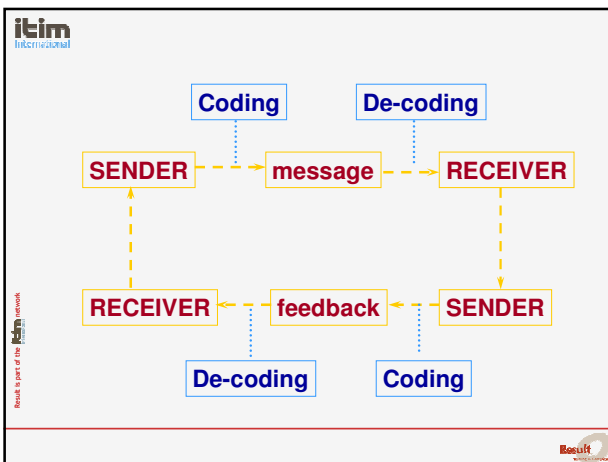 itim
International
Coding
De-coding
SENDER
message
RECEIVER
RECEIVER
feedback
SENDER
De-coding
Coding
Result is part of the itim network
Result